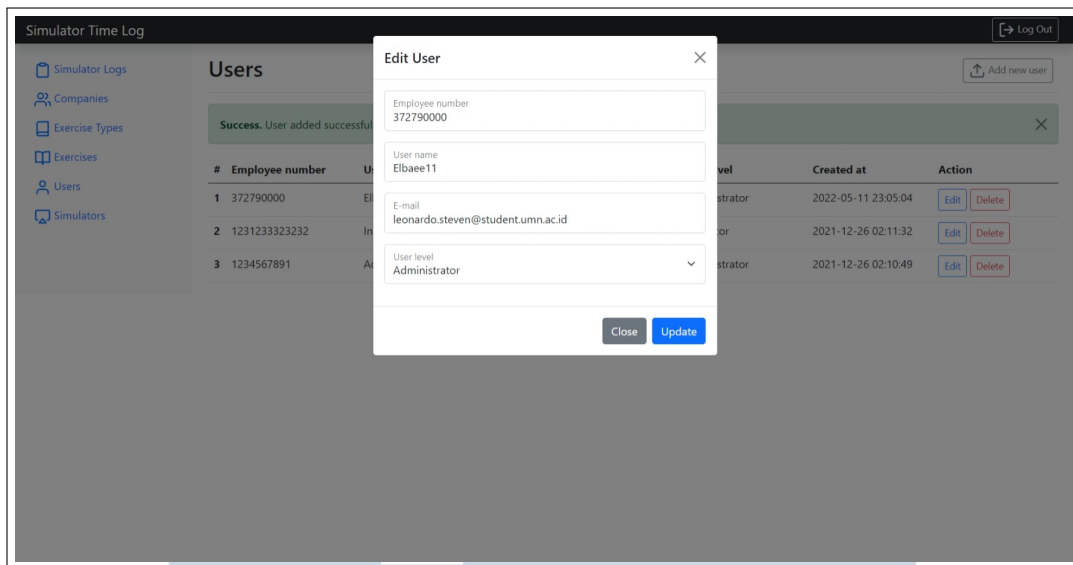 Simulator Time Log
Log Out
Simulator Logs
Companies
Exercise Types
Exercises
Users
Simulators
Users
Add new user
Success. User added successful
# Employee number Us vel Created at Action
1 372790000 El strator 2022-05-11 23:05:04 Edit Delete
2 1231233323232 In tor 2021-12-26 02:11:32 Edit Delete
3 1234567891 Ad strator 2021-12-26 02:10:49 Edit Delete
Edit User
Employee number
372790000
User name
Elbaee11
E-mail
leonardo.steven@student.umn.ac.id
User level
Administrator
Close Update